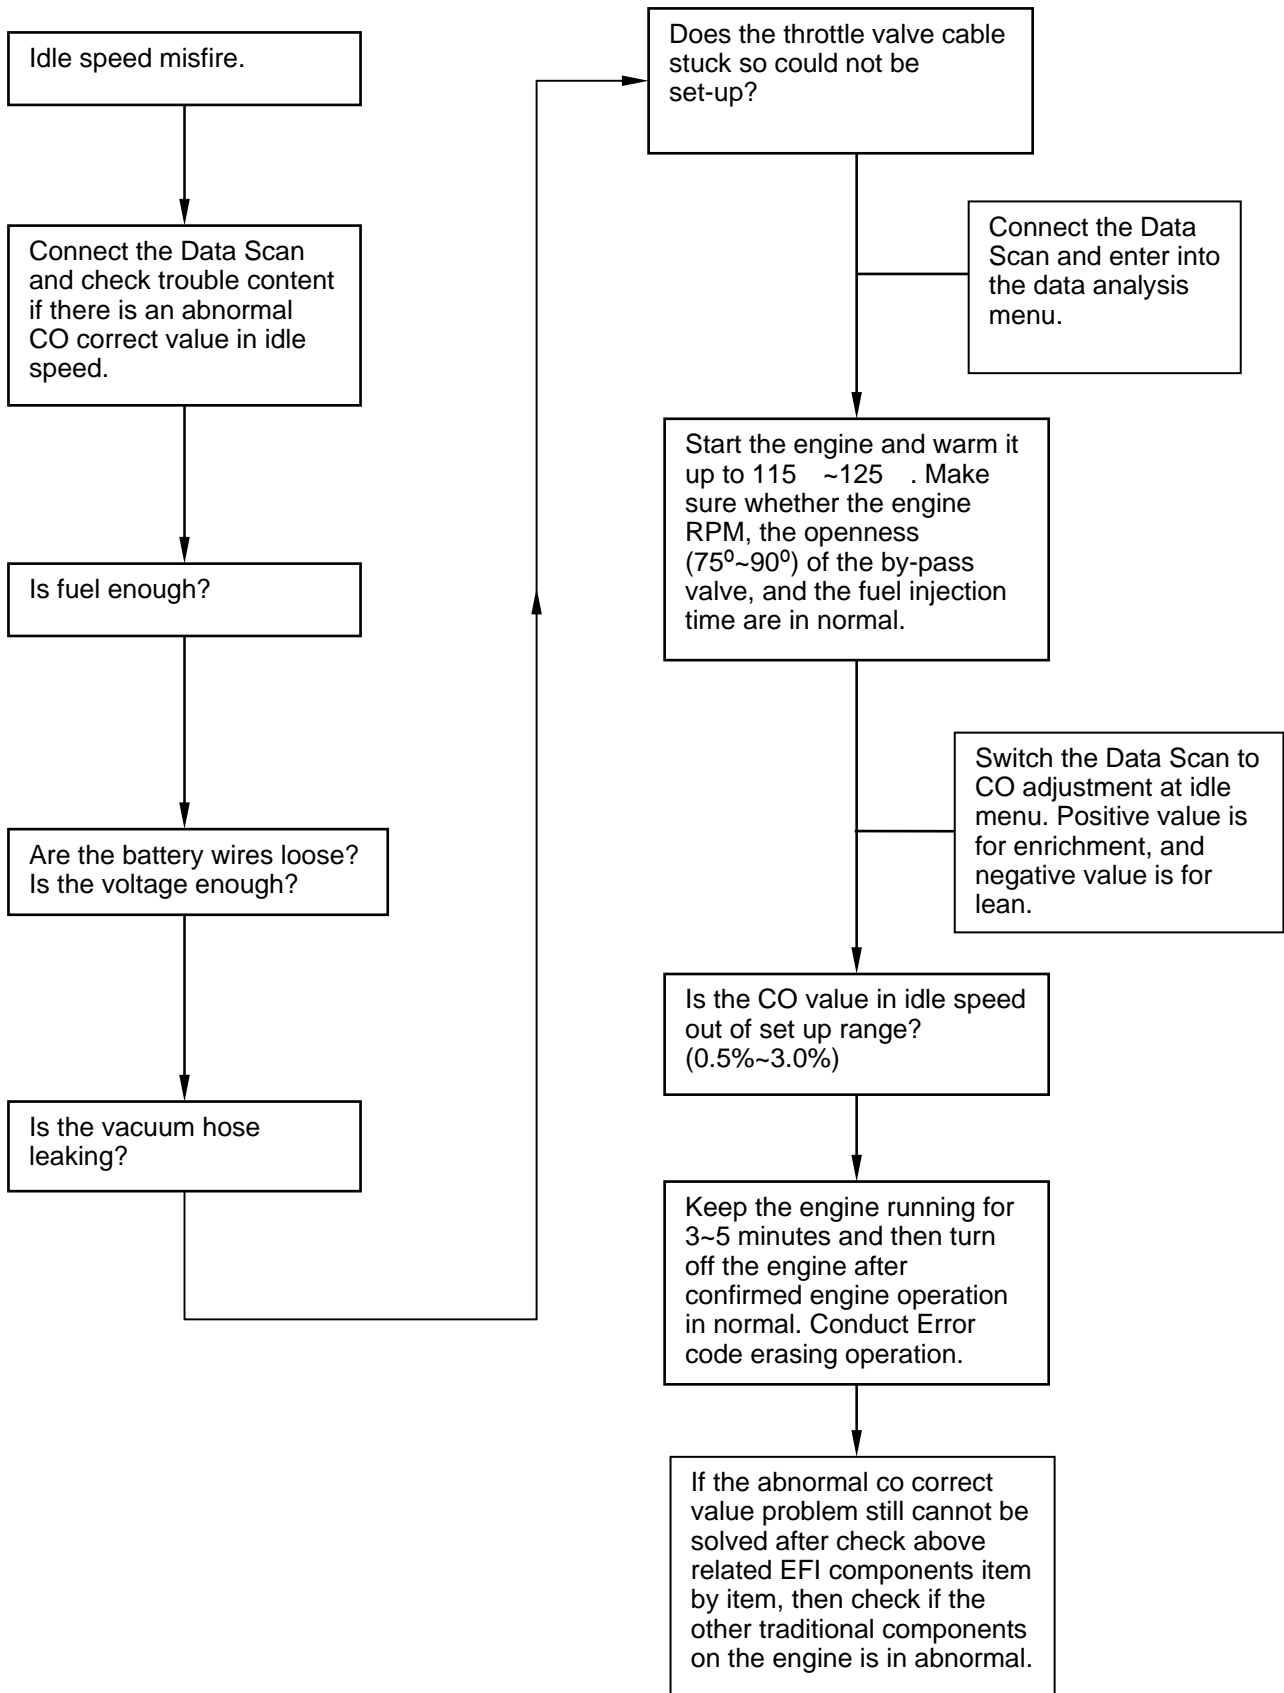 Idle speed misfire.
Connect the Data Scan
and check trouble content
if there is an abnormal
CO correct value in idle
speed.
Is fuel enough?
Are the battery wires loose?
Is the voltage enough?
Is the vacuum hose
leaking?
Does the throttle valve cable
stuck so could not be
set-up?
Connect the Data
Scan and enter into
the data analysis
menu.
Start the engine and warm it
up to 115 ~125 . Make
sure whether the engine
RPM, the openness
(75⁰~90⁰) of the by-pass
valve, and the fuel injection
time are in normal.
Switch the Data Scan to
CO adjustment at idle
menu. Positive value is
for enrichment, and
negative value is for
lean.
Is the CO value in idle speed
out of set up range?
(0.5%~3.0%)
Keep the engine running for
3~5 minutes and then turn
off the engine after
confirmed engine operation
in normal. Conduct Error
code erasing operation.
If the abnormal co correct
value problem still cannot be
solved after check above
related EFI components item
by item, then check if the
other traditional components
on the engine is in abnormal.